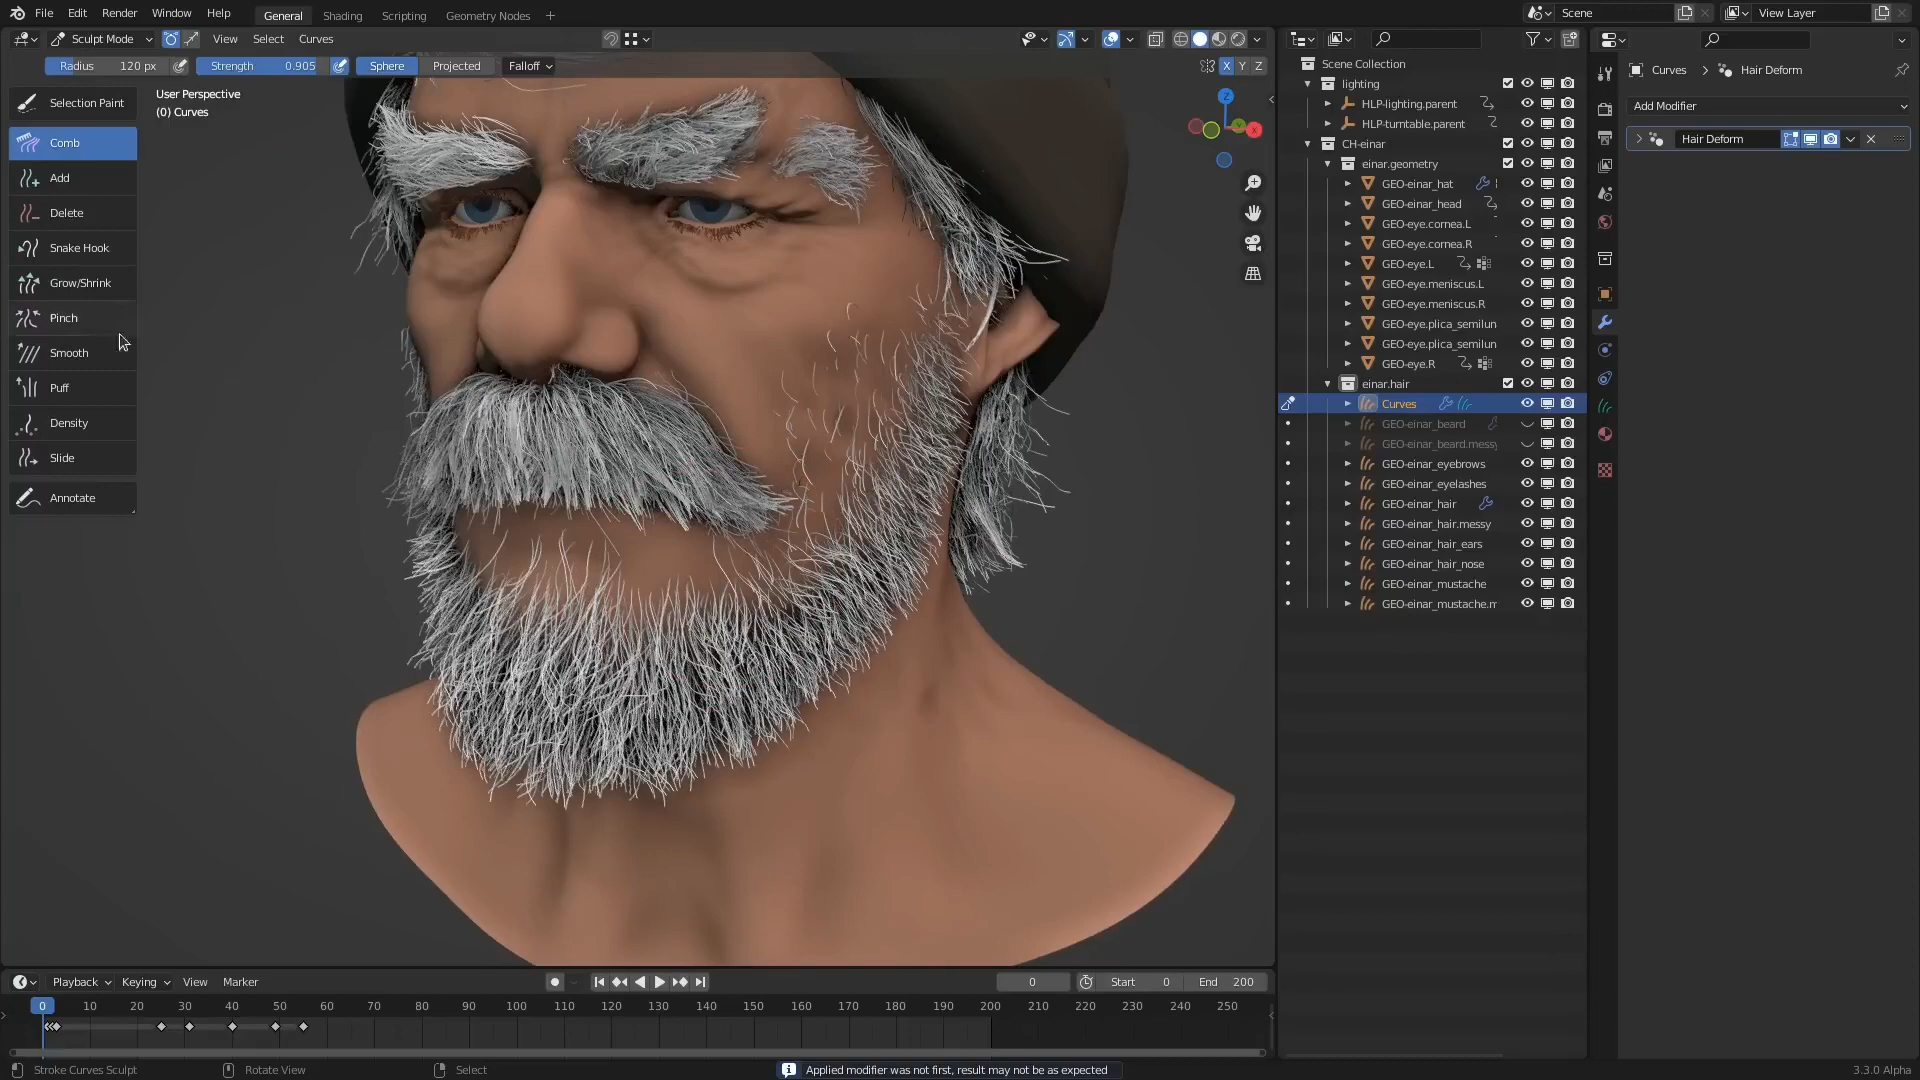 File Edit Render Window Help General Shading Scripting Geometry Nodes Scene View Layer
Sculpt Mode View Select Curves
Radius 120 px Strength 0.905 Sphere Projected Falloff X Y Z
User Perspective
(0) Curves
Selection Paint
Comb
Add
Delete
Snake Hook
Grow/Shrink
Pinch
Smooth
Puff
Density
Slide
Annotate
Z
Scene Collection
lighting
HLP-lighting.parent
HLP-turntable.parent
CH-einar
einar.geometry
GEO-einar_hat
GEO-einar_head
GEO-eye.cornea.L
GEO-eye.cornea.R
GEO-eye.L
GEO-eye.meniscus.L
GEO-eye.meniscus.R
GEO-eye.plica_semilun
GEO-eye.plica_semilun
GEO-eye.R
einar.hair
Curves
GEO-einar_beard
GEO-einar_beard.messy
GEO-einar_eyebrows
GEO-einar_eyelashes
GEO-einar_hair
GEO-einar_hair.messy
GEO-einar_hair_ears
GEO-einar_hair_nose
GEO-einar_mustache
GEO-einar_mustache.m
Curves Hair Deform
Add Modifier
Hair Deform
Playback Keying View Marker 0 Start 0 End 200
0 10 20 30 40 50 60 70 80 90 100 110 120 130 140 150 160 170 180 190 200 210 220 230 240 250
Stroke Curves Sculpt Rotate View Select Applied modifier was not first, result may not be as expected 3.3.0 Alpha